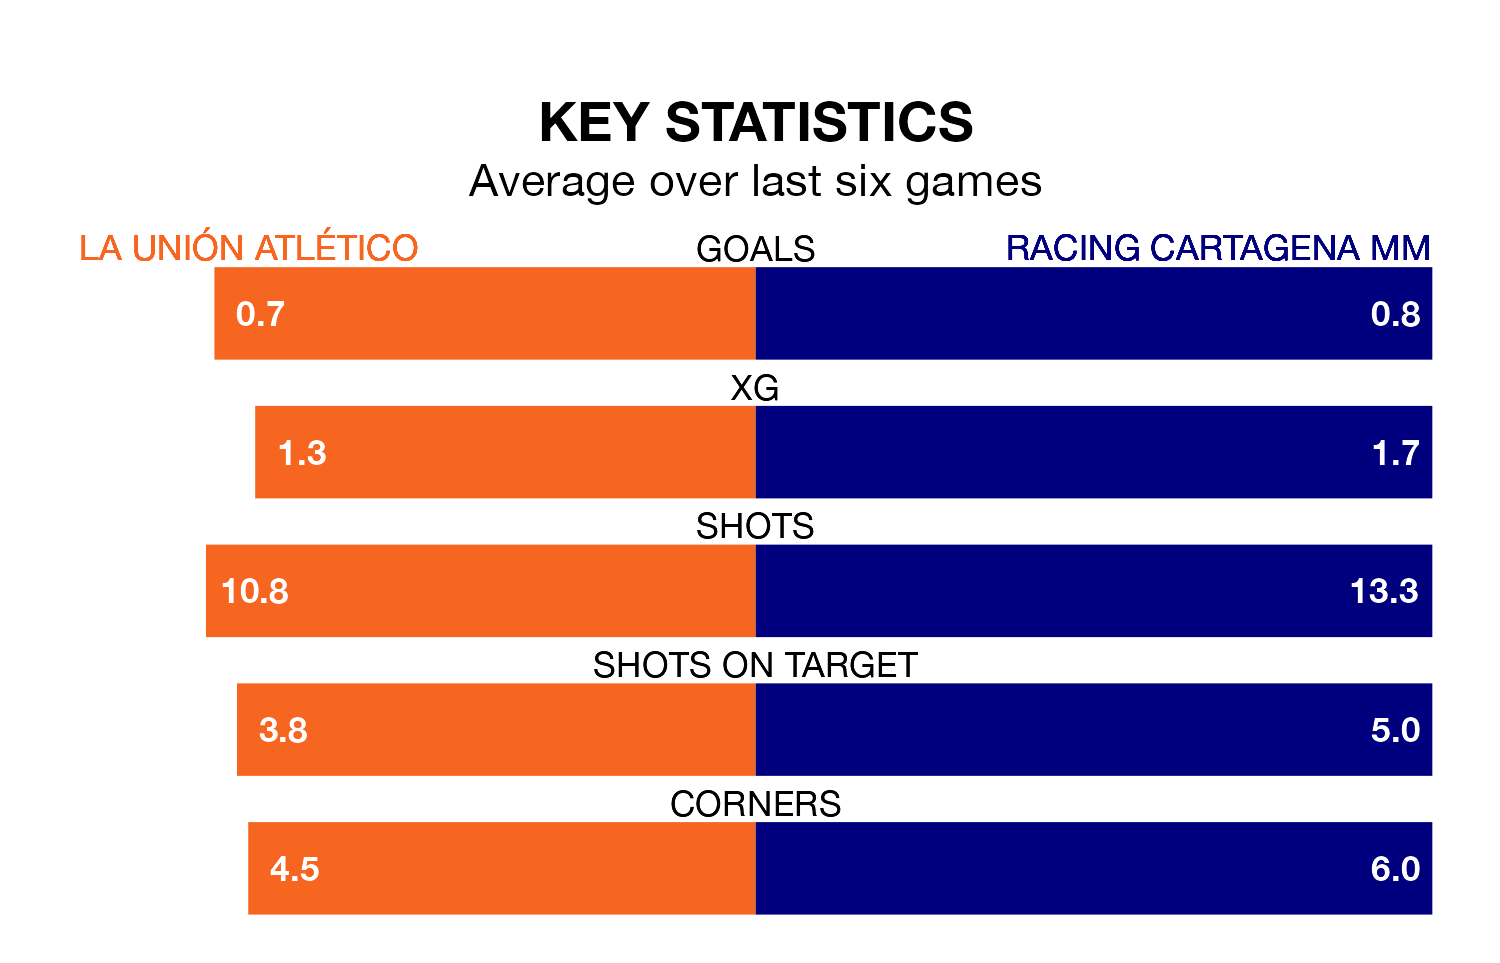 KEY STATISTICS
Average over last six games
LA UNIÓN ATLÉTICO GOALS RACING CARTAGENA MM
0.7 0.8
XG
1.3 1.7
SHOTS
10.8 13.3
SHOTS ON TARGET
3.8 5.0
CORNERS
4.5 6.0